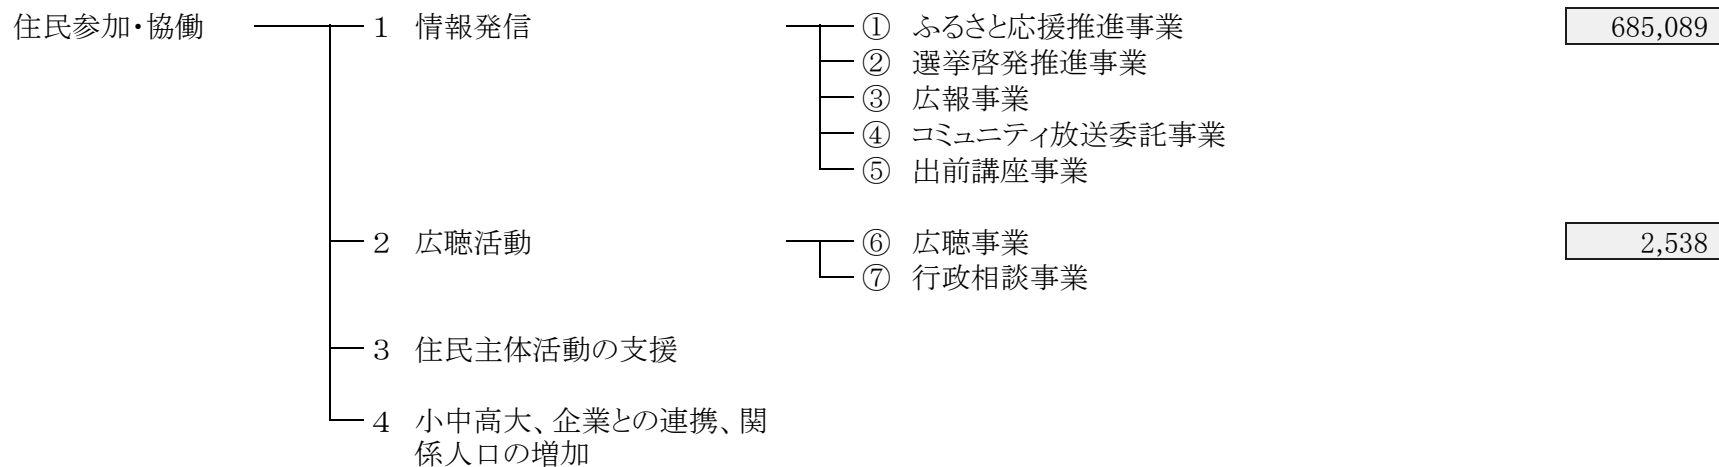 住民参加・協働 1 情報発信 ① ふるさと応援推進事業 685,089
② 選挙啓発推進事業
③ 広報事業
④ コミュニティ放送委託事業
⑤ 出前講座事業
2 広聴活動 ⑥ 広聴事業 2,538
⑦ 行政相談事業
3 住民主体活動の支援
4 小中高大、企業との連携、関
係人口の増加